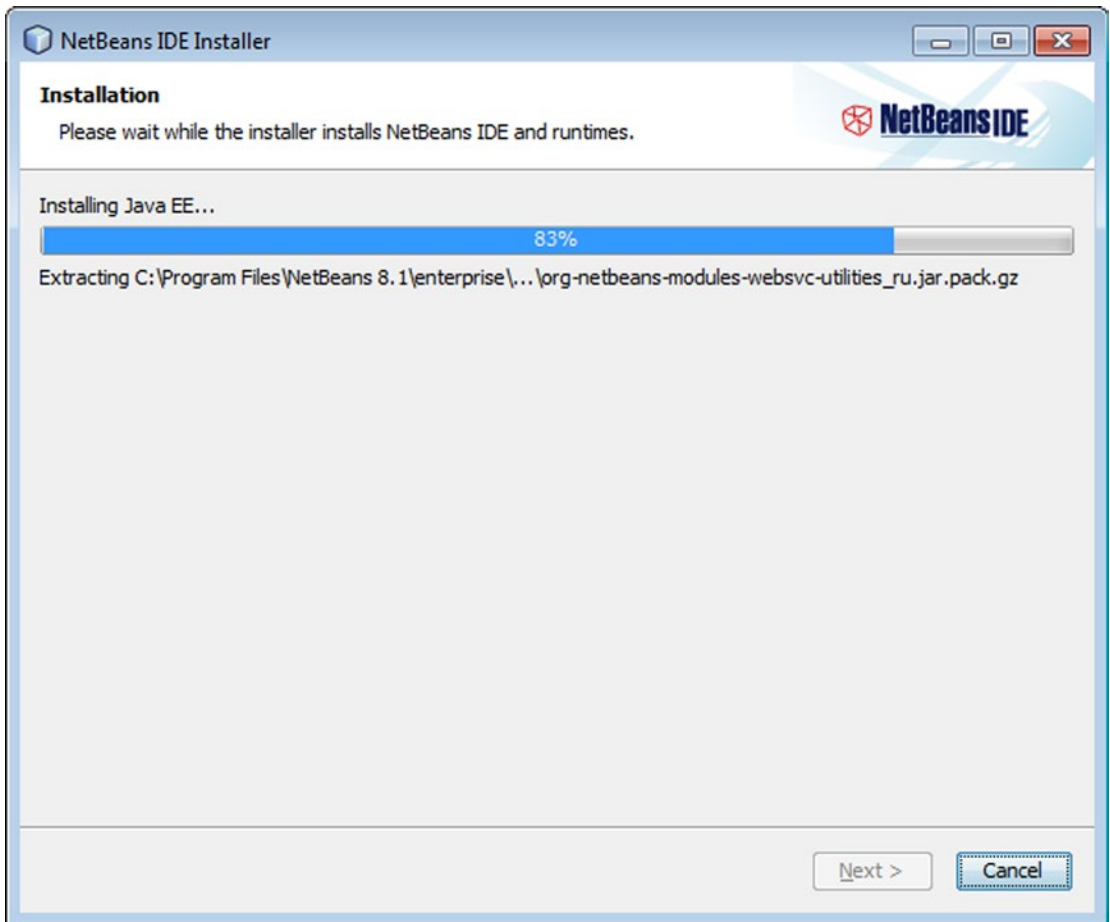 NetBeans IDE Installer
Installation
Please wait while the installer installs NetBeans IDE and runtimes.
NetBeans IDE
Installing Java EE...
83%
Extracting C:\Program Files\NetBeans 8.1\enterprise\...\org-netbeans-modules-websvc-utilities_ru.jar.pack.gz
Next >
Cancel